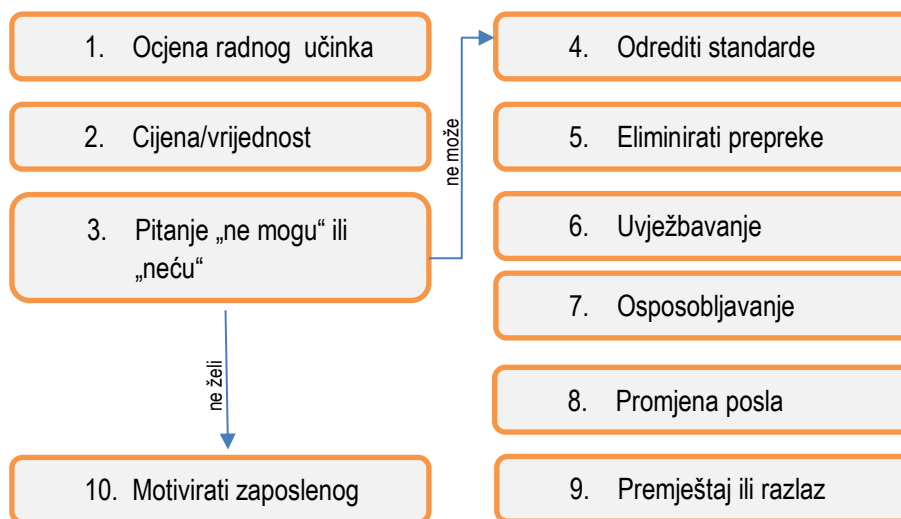 1. Ocjena radnog učinka
2. Cijena/vrijednost
3. Pitanje „ne mogu“ ili
„neću“
ne može
ne želi
4. Odrediti standarde
5. Eliminirati prepreke
6. Uvježbavanje
7. Osposobljavanje
8. Promjena posla
9. Premještaj ili razlaz
10. Motivirati zaposlenog